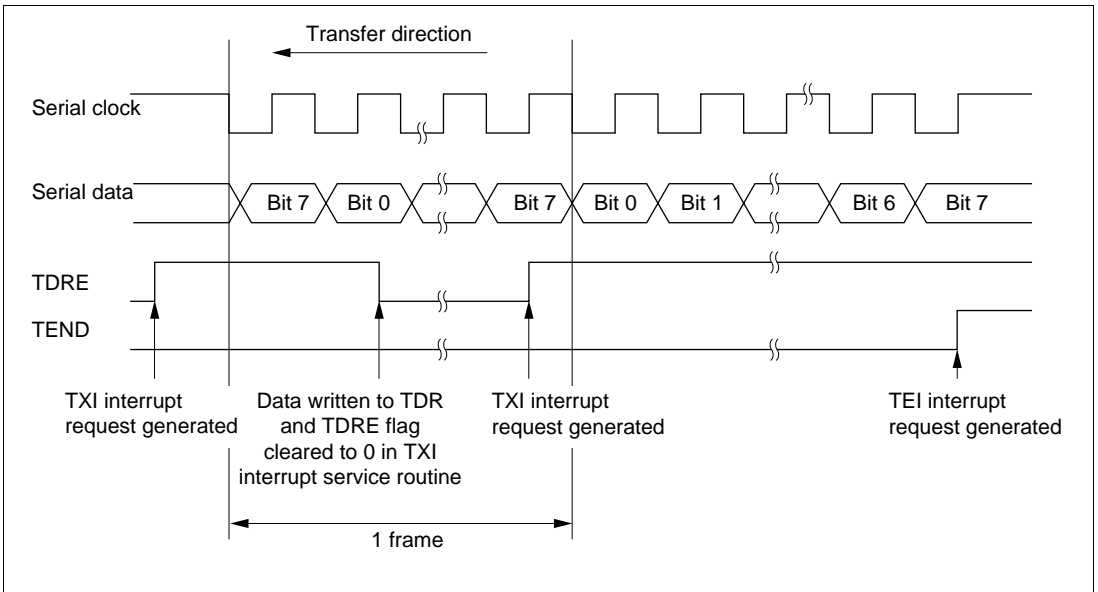 Transfer direction
Serial clock
Serial data
Bit 7
Bit 0
Bit 7
Bit 0
Bit 1
Bit 6
Bit 7
TDRE
TEND
TXI interrupt
request generated
Data written to TDR
and TDRE flag
cleared to 0 in TXI
interrupt service routine
TXI interrupt
request generated
TEI interrupt
request generated
1 frame